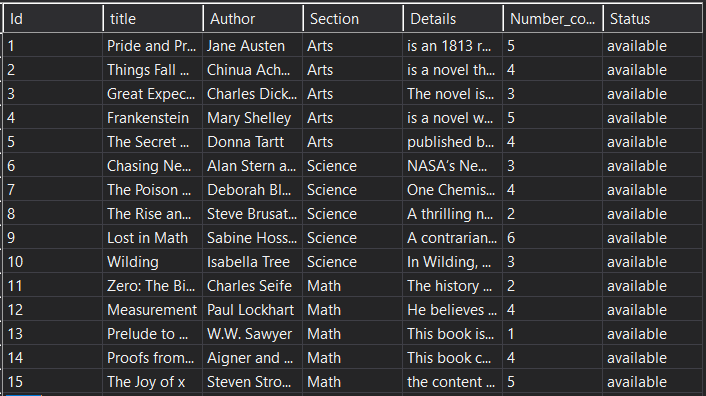 Id title Author Section Details Number_co... Status
1 Pride and Pr... Jane Austen Arts is an 1813 r... 5 available
2 Things Fall ... Chinua Ach... Arts is a novel th... 4 available
3 Great Expec... Charles Dick... Arts The novel is... 3 available
4 Frankenstein Mary Shelley Arts is a novel w... 5 available
5 The Secret ... Donna Tartt Arts published b... 4 available
6 Chasing Ne... Alan Stern a... Science NASA's Ne... 3 available
7 The Poison ... Deborah Bl... Science One Chemis... 4 available
8 The Rise an... Steve Brusat... Science A thrilling n... 2 available
9 Lost in Math Sabine Hoss... Science A contrarian... 6 available
10 Wilding Isabella Tree Science In Wilding, ... 3 available
11 Zero: The Bi... Charles Seife Math The history ... 2 available
12 Measurement Paul Lockhart Math He believes ... 4 available
13 Prelude to ... W.W. Sawyer Math This book is... 1 available
14 Proofs from... Aigner and ... Math This book c... 4 available
15 The Joy of x Steven Stro... Math the content ... 5 available